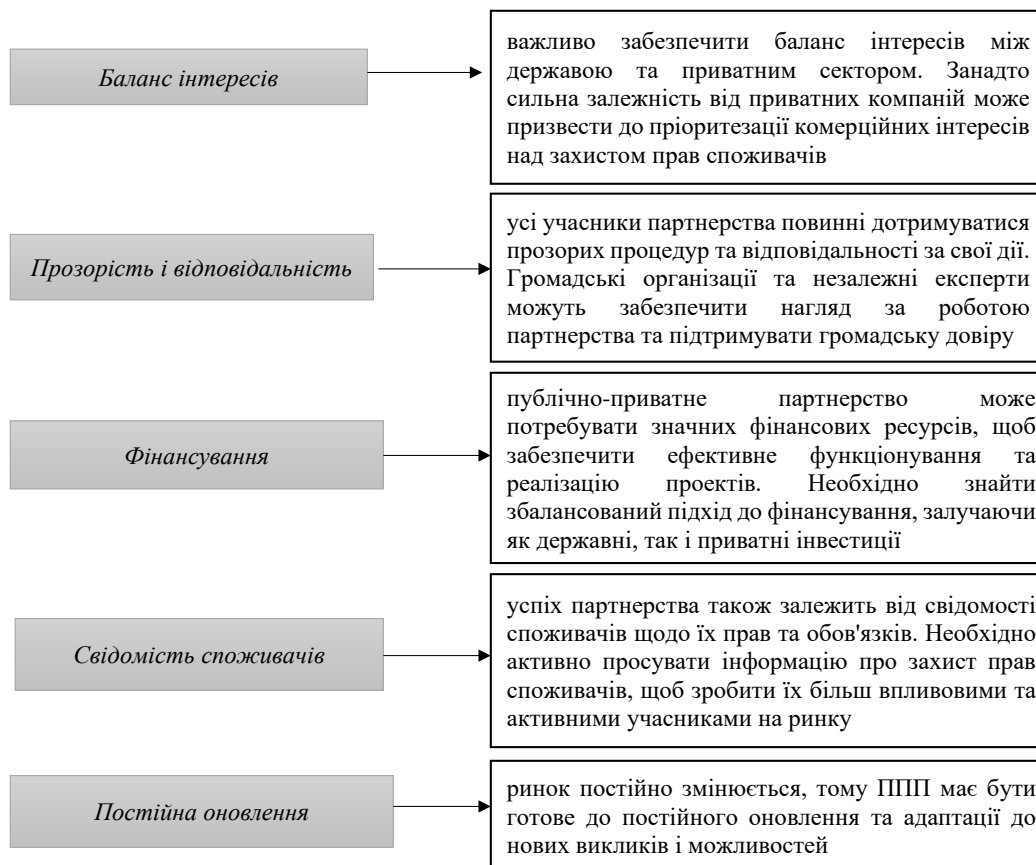 Баланс інтересів
важливо забезпечити баланс інтересів між
державою та приватним сектором. Занадто
сильна залежність від приватних компаній може
призвести до пріоритезації комерційних інтересів
над захистом прав споживачів
Прозорість і відповідальність
усі учасники партнерства повинні дотримуватися
прозорих процедур та відповідальності за свої дії.
Громадські організації та незалежні експерти
можуть забезпечити нагляд за роботою
партнерства та підтримувати громадську довіру
Фінансування
публічно-приватне партнерство може
потребувати значних фінансових ресурсів, щоб
забезпечити ефективне функціонування та
реалізацію проектів. Необхідно знайти
збалансований підхід до фінансування, залучаючи
як державні, так і приватні інвестиції
Свідомість споживачів
успіх партнерства також залежить від свідомості
споживачів щодо їх прав та обов'язків. Необхідно
активно просувати інформацію про захист прав
споживачів, щоб зробити їх більш впливовими та
активними учасниками на ринку
Постійна оновлення
ринок постійно змінюється, тому ППП має бути
готове до постійного оновлення та адаптації до
нових викликів і можливостей